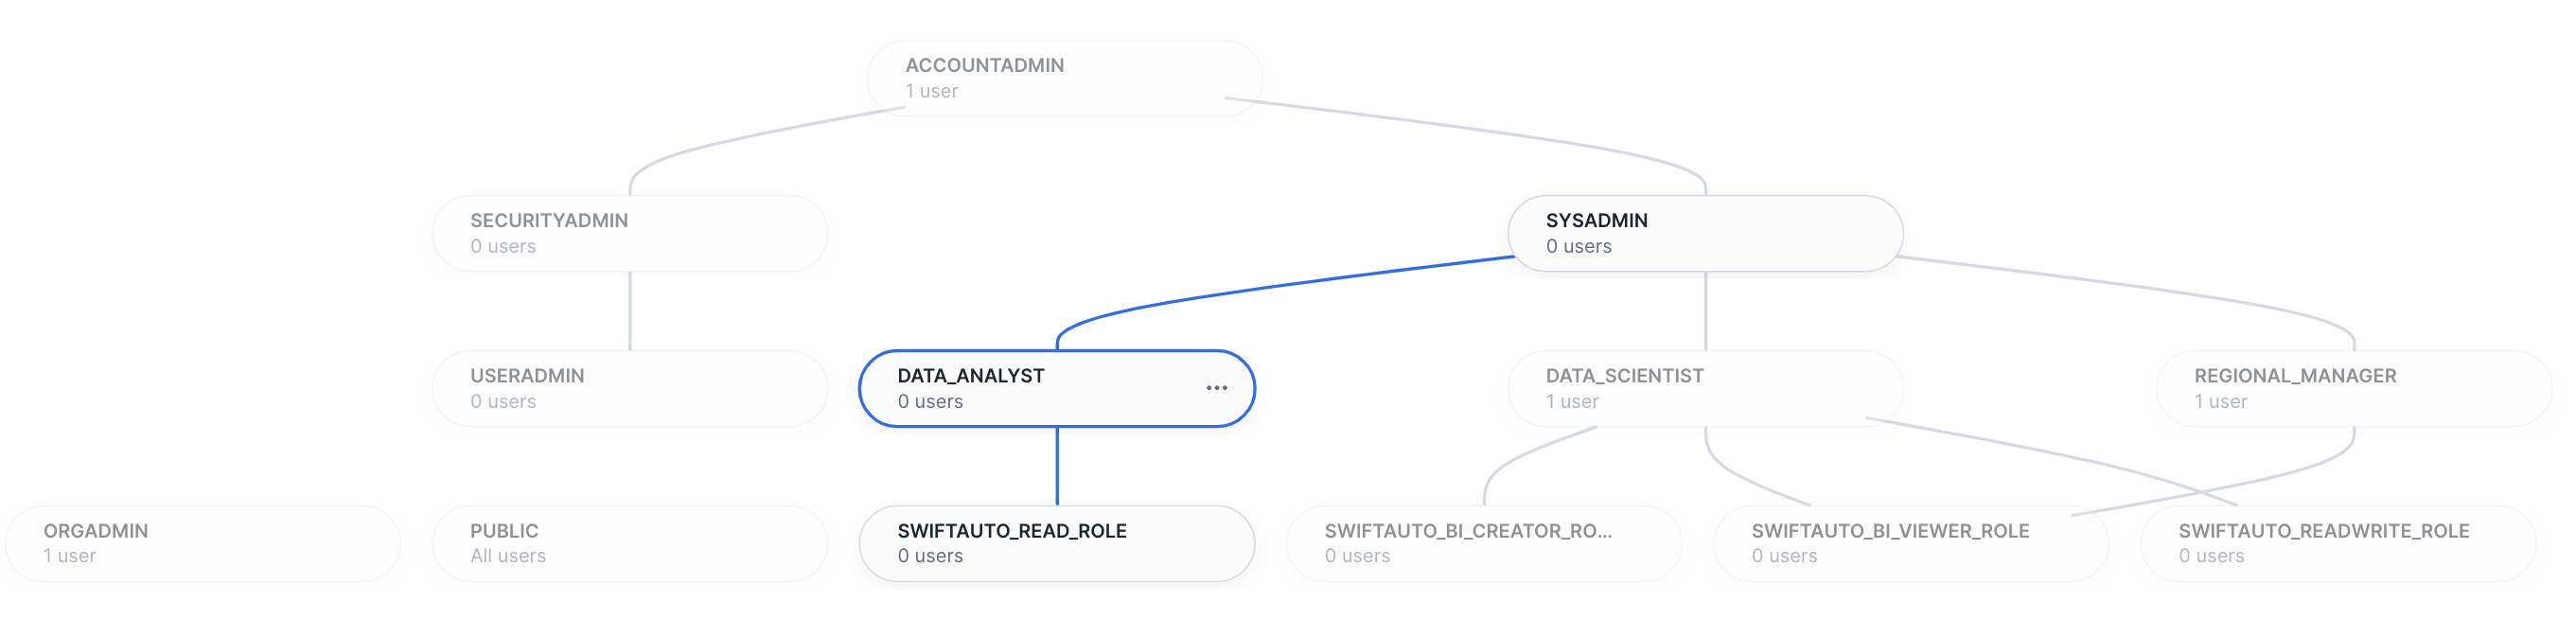 ACCOUNTADMIN
1 user
SECURITYADMIN
0 users
SYSADMIN
0 users
USERADMIN
0 users
DATA_ANALYST
0 users
DATA_SCIENTIST
1 user
REGIONAL_MANAGER
1 user
ORGADMIN
1 user
PUBLIC
All users
SWIFTAUTO_READ_ROLE
0 users
SWIFTAUTO_BI_CREATOR_RO...
0 users
SWIFTAUTO_BI_VIEWER_ROLE
0 users
SWIFTAUTO_READWRITE_ROLE
0 users